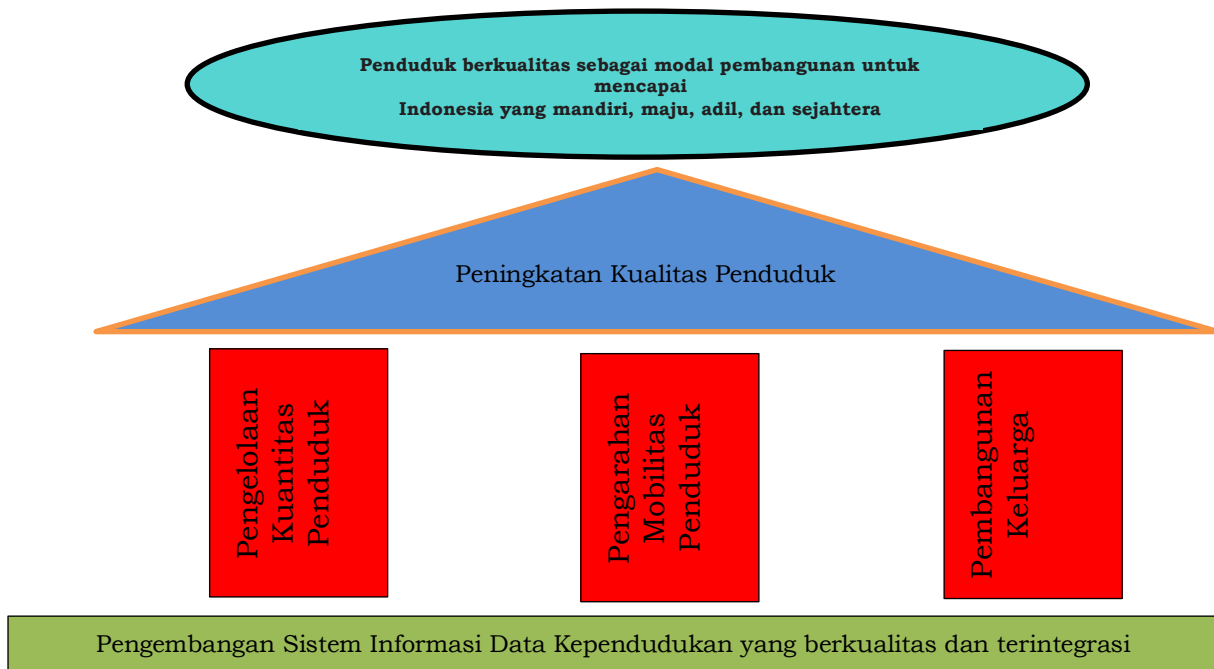 Penduduk berkualitas sebagai modal pembangunan untuk
mencapai
Indonesia yang mandiri, maju, adil, dan sejahtera
Peningkatan Kualitas Penduduk
Pengelolaan
Kuantitas
Penduduk
Pengarahan
Mobilitas
Penduduk
Pembangunan
Keluarga
Pengembangan Sistem Informasi Data Kependudukan yang berkualitas dan terintegrasi